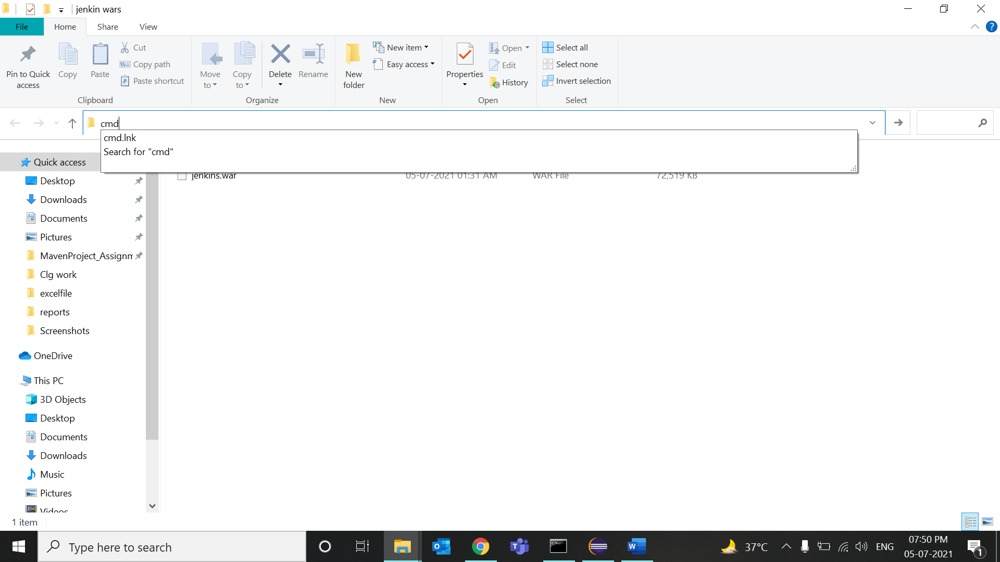 jenkin wars
File
Home
Share
View
Pin to Quick
access
Copy
Paste
Cut
Copy path
Paste shortcut
Clipboard
Move
to
Copy
to
Delete
Rename
Organize
New
folder
New item
Easy access
New
Properties
Open
Edit
History
Open
Select all
Select none
Invert selection
Select
cmd
cmd.lnk
Search for "cmd"
jenkins.war 05-07-2021 01:31 AM WAR File 72,519 KB
Quick access
Desktop
Downloads
Documents
Pictures
MavenProject_Assignm
Clg work
excelfile
reports
Screenshots
OneDrive
This PC
3D Objects
Desktop
Documents
Downloads
Music
Pictures
Videos
1 item
Type here to search
37°C
ENG
07:50 PM
05-07-2021
1